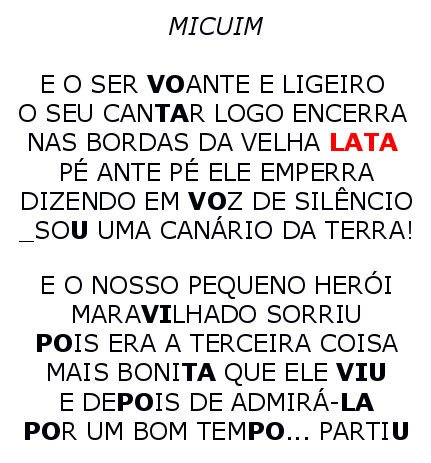 MICUIM
E O SER VOANTE E LIGEIRO
O SEU CANTAR LOGO ENCERRA
NAS BORDAS DA VELHA LATA
PÉ ANTE PÉ ELE EMPERRA
DIZENDO EM VOZ DE SILÊNCIO
_SOU UMA CANÁRIO DA TERRA!
E O NOSSO PEQUENO HERÓI
MARAVILHADO SORRIU
POIS ERA A TERCEIRA COISA
MAIS BONITA QUE ELE VIU
E DEPOIS DE ADMIRÁ-LA
POR UM BOM TEMPO... PARTIU